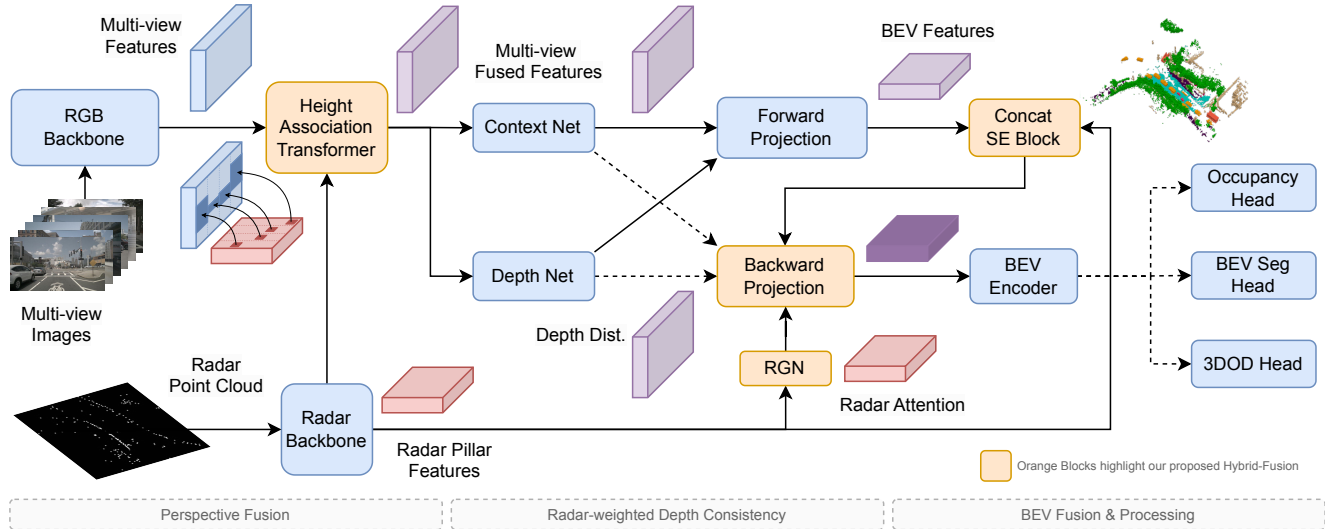 Multi-view
Features
Multi-view
Fused Features
BEV Features
RGB
Backbone
Height
Association
Transformer
Context Net
Forward
Projection
Concat
SE Block
Multi-view
Images
Depth Net
Backward
Projection
BEV
Encoder
Occupancy
Head
BEV Seg
Head
3DOD Head
Depth Dist.
RGN
Radar Attention
Radar
Point Cloud
Radar
Backbone
Radar Pillar
Features
Orange Blocks highlight our proposed Hybrid-Fusion
Perspective Fusion
Radar-weighted Depth Consistency
BEV Fusion & Processing